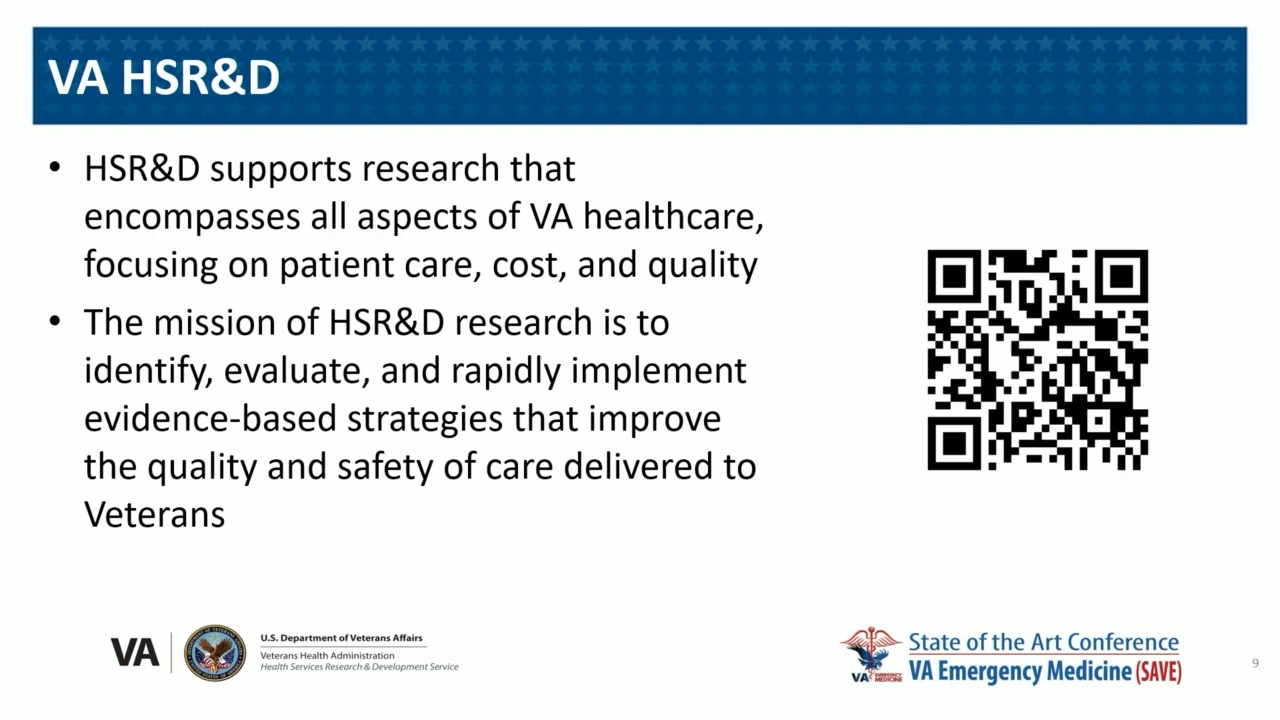 VA HSR&D
• HSR&D supports research that
encompasses all aspects of VA healthcare,
focusing on patient care, cost, and quality
• The mission of HSR&D research is to
identify, evaluate, and rapidly implement
evidence-based strategies that improve
the quality and safety of care delivered to
Veterans
VA
U.S. Department of Veterans Affairs
Veterans Health Administration
Health Services Research & Development Service
VA EMERGENCY MEDICINE
State of the Art Conference
VA Emergency Medicine (SAVE)
9